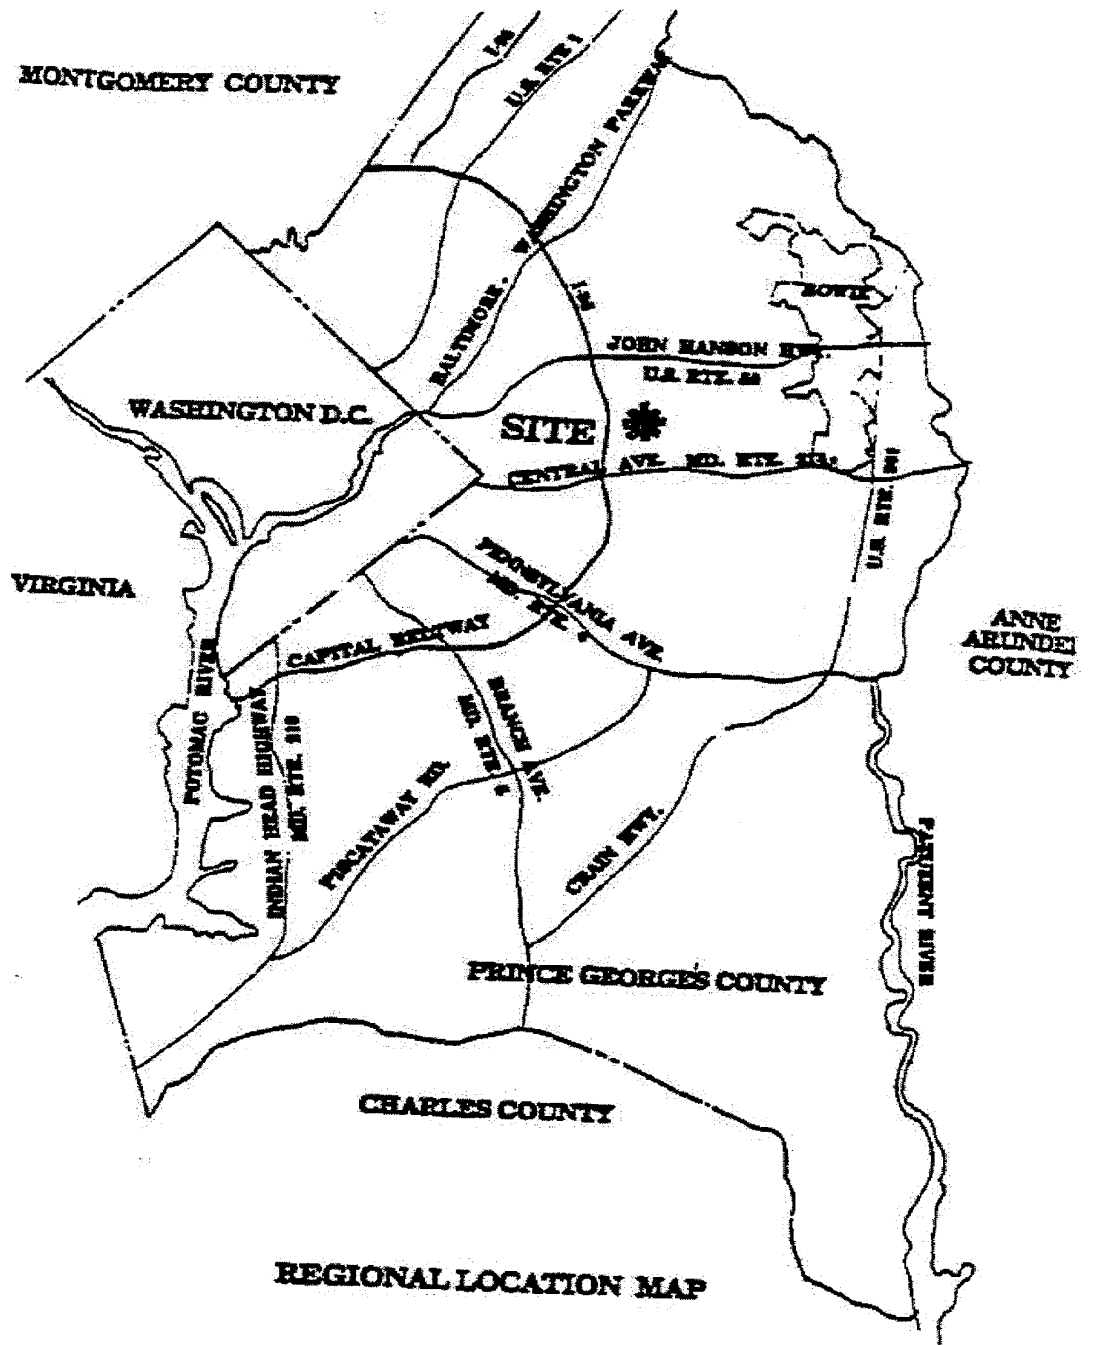 MONTGOMERY COUNTY
I-95
U.S. RTE 1
BALTIMORE. WASHINGTON PARKWAY
I-95
BOWIE
JOHN HANSON HWY.
U.S. RTE. 50
WASHINGTON D.C.
SITE
CENTRAL AVE. MD. RTE.
U.S. RTE. 301
VIRGINIA
PENNSYLVANIA AVE.
MD. RTE. 4
CAPITAL BELTWAY
ANNE
ARUNDEL
COUNTY
POTOMAC RIVER
INDIAN HEAD HIGHWAY
MD. RTE. 210
BRANCH AVE.
MD. RTE. 5
PISCATAWAY RD.
CRAIN HWY.
PATUXENT RIVER
PRINCE GEORGE'S COUNTY
CHARLES COUNTY
REGIONAL LOCATION MAP